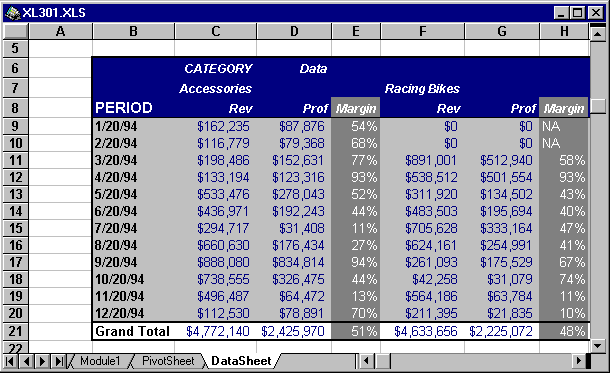 XL301.XLS
A B C D E F G H
5
6 CATEGORY Data
7 Accessories Racing Bikes
8 PERIOD Rev Prof Margin Rev Prof Margin
9 1/20/94 $162,235 $87,876 54% $0 $0 NA
10 2/20/94 $116,779 $79,368 68% $0 $0 NA
11 3/20/94 $198,486 $152,631 77% $891,001 $512,940 58%
12 4/20/94 $133,194 $123,316 93% $538,512 $501,554 93%
13 5/20/94 $533,476 $278,043 52% $311,920 $134,502 43%
14 6/20/94 $436,971 $192,243 44% $483,503 $195,694 40%
15 7/20/94 $294,717 $31,408 11% $705,628 $333,164 47%
16 8/20/94 $660,630 $176,434 27% $624,161 $254,991 41%
17 9/20/94 $888,080 $834,814 94% $261,093 $175,529 67%
18 10/20/94 $738,555 $326,475 44% $42,258 $31,079 74%
19 11/20/94 $496,487 $64,472 13% $564,186 $63,784 11%
20 12/20/94 $112,530 $78,891 70% $211,395 $21,835 10%
21 Grand Total $4,772,140 $2,425,970 51% $4,633,656 $2,225,072 48%
22
Module1 PivotSheet DataSheet